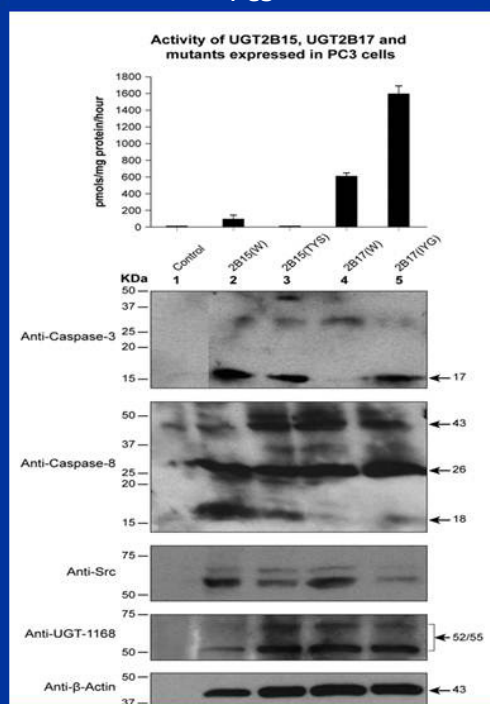 Activity of UGT2B15, UGT2B17 and
mutants expressed in PC3 cells
pmols/mg protein/hour
1800
1600
1400
1200
1000
800
600
400
200
0
Control
2B15(W)
2B15(TYS)
2B17(W)
2B17(IYG)
KDa
1 2 3 4 5
50
37
25
20
15
Anti-Caspase-3
17
50
37
25
20
15
Anti-Caspase-8
43
26
18
75
50
Anti-Src
75
50
Anti-UGT-1168
52/55
50
37
Anti-β-Actin
43